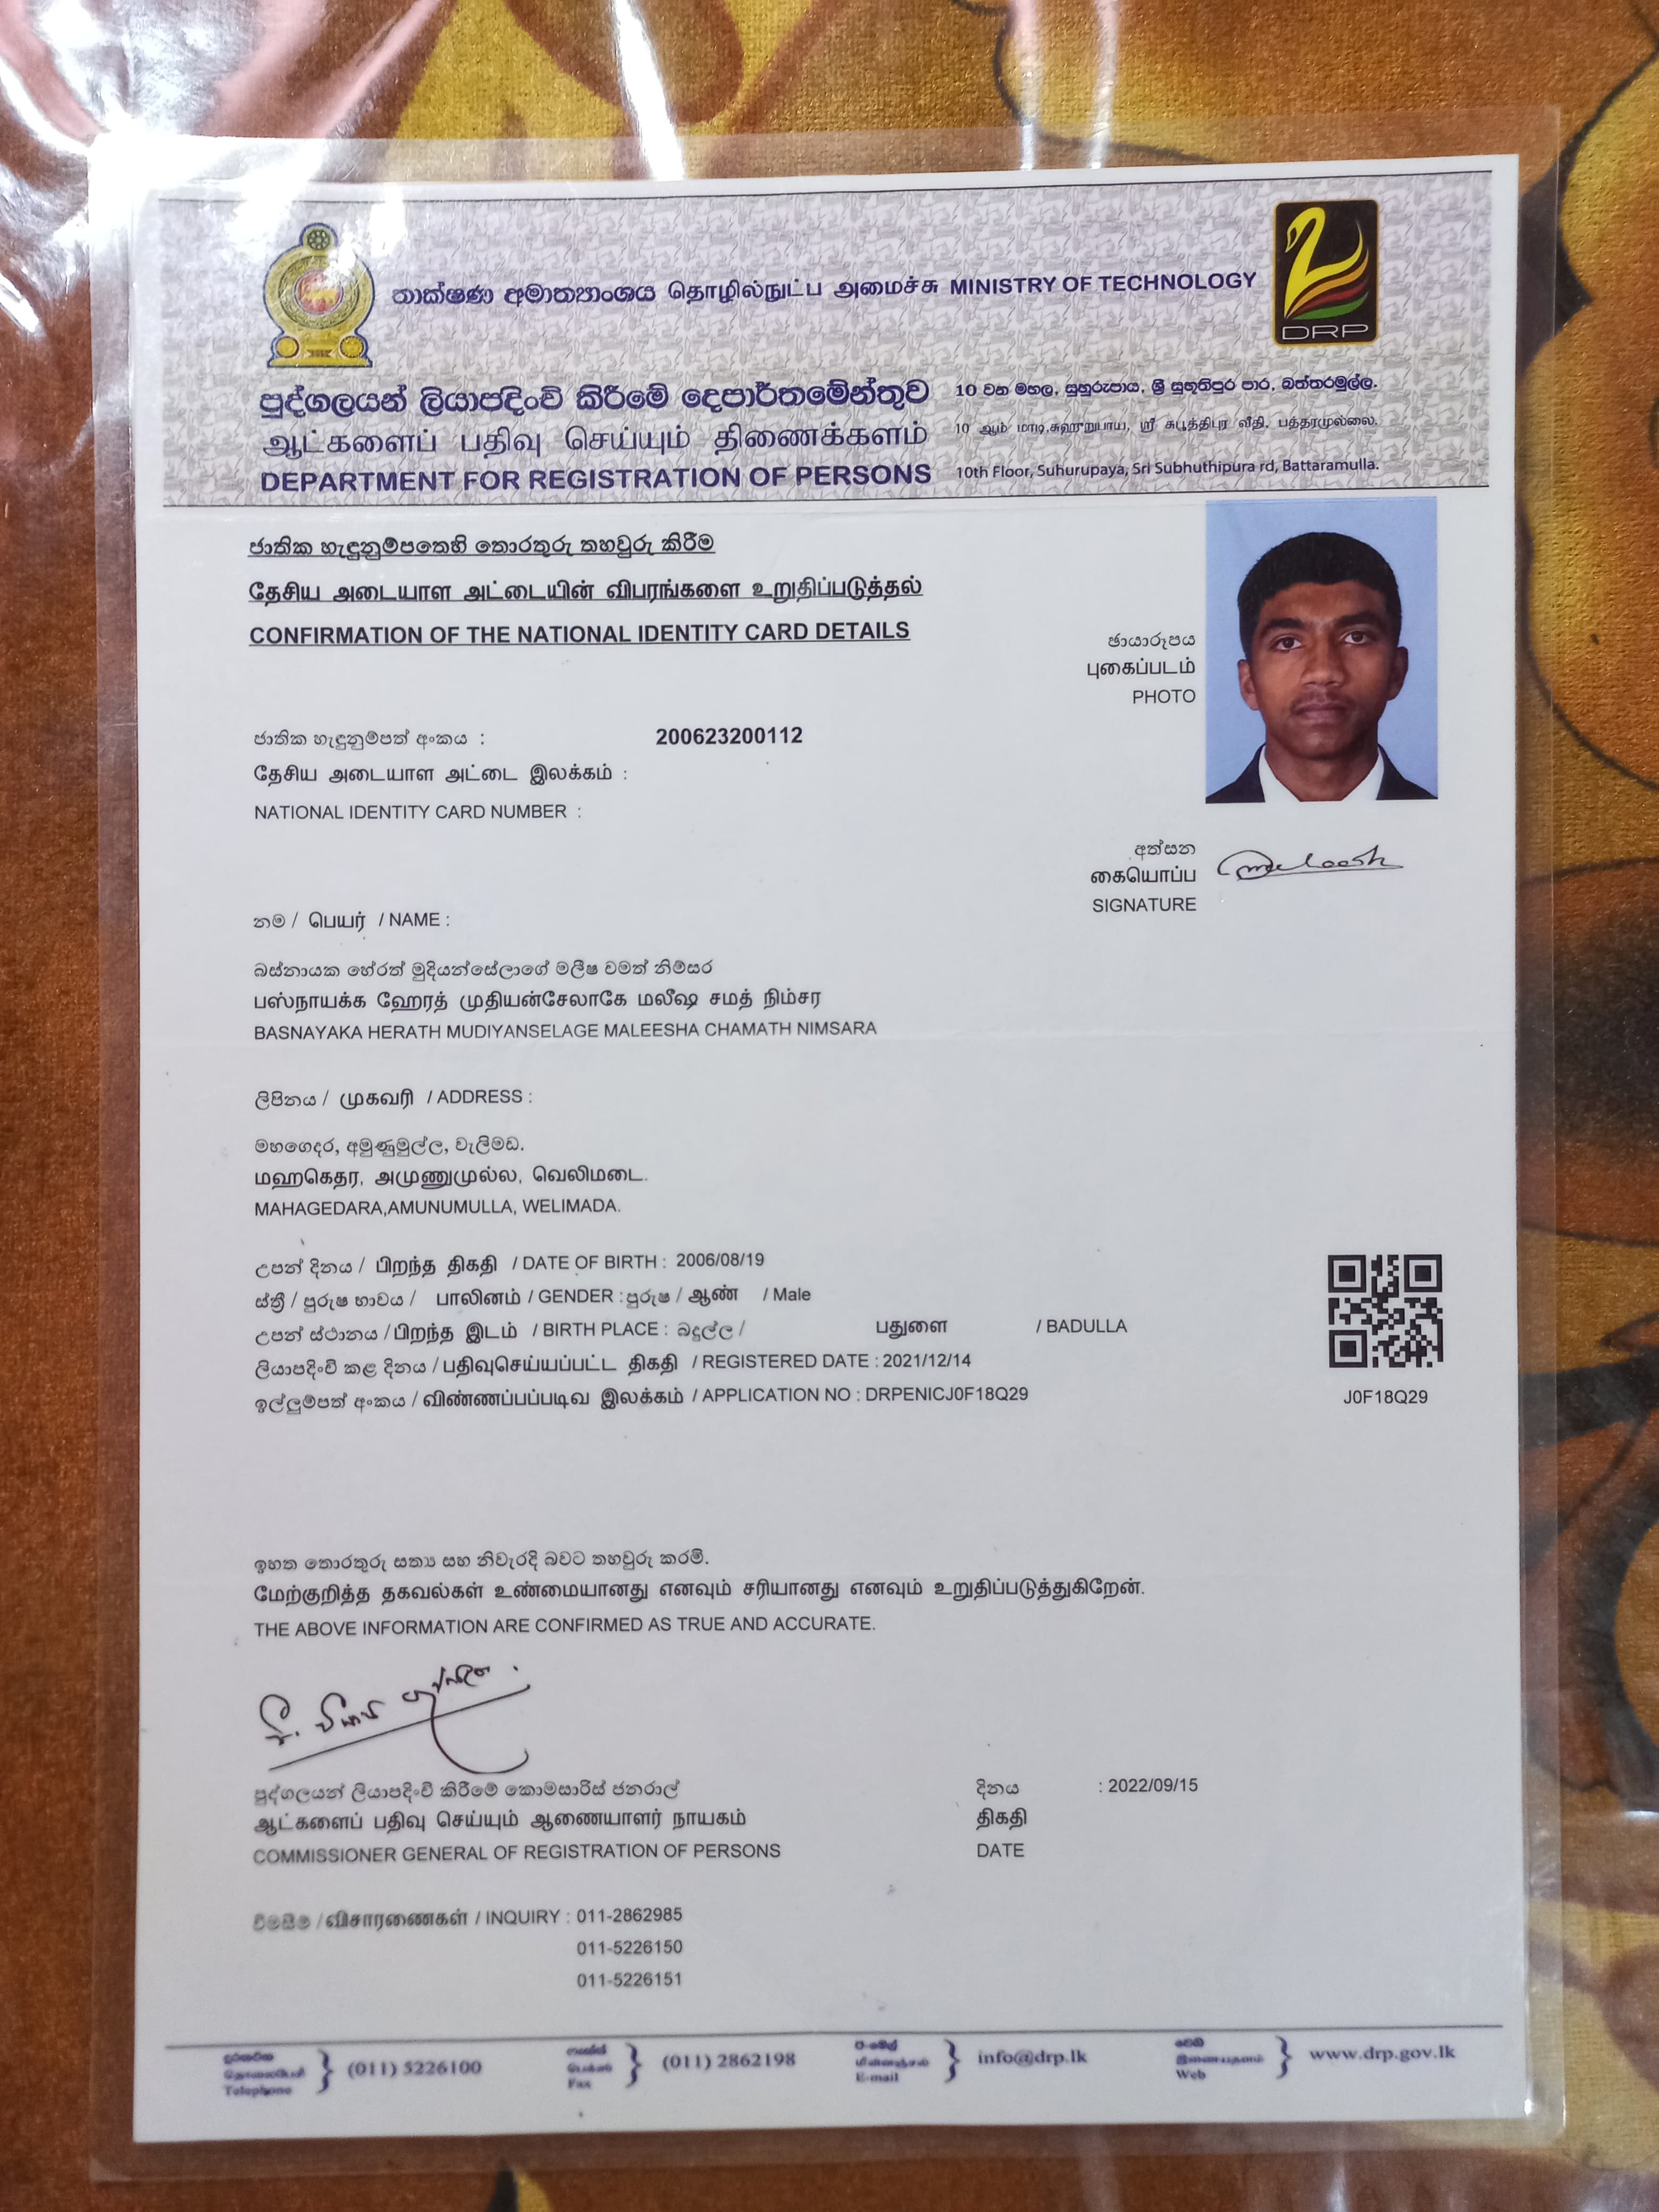 තාක්ෂණ අමාත්‍යාංශය தொழில்நுட்ப அமைச்சு MINISTRY OF TECHNOLOGY
DRP
පුද්ගලයන් ලියාපදිංචි කිරීමේ දෙපාර්තමේන්තුව
ஆட்களைப் பதிவு செய்யும் திணைக்களம்
DEPARTMENT FOR REGISTRATION OF PERSONS
10 වන මහල, සුහුරුපාය, ශ්‍රී සුභූතිපුර පාර, බත්තරමුල්ල.
10 ஆம் மாடி,சுஹுறுபாய, ஸ்ரீ சுபூத்திபுர வீதி, பத்தரமுல்லை.
10th Floor, Suhurupaya, Sri Subhuthipura rd, Battaramulla.
ජාතික හැඳුනුම්පතෙහි තොරතුරු තහවුරු කිරීම
தேசிய அடையாள அட்டையின் விபரங்களை உறுதிப்படுத்தல்
CONFIRMATION OF THE NATIONAL IDENTITY CARD DETAILS
ඡායාරූපය
புகைப்படம்
PHOTO
ජාතික හැඳුනුම්පත් අංකය : 200623200112
தேசிய அடையாள அட்டை இலக்கம் :
NATIONAL IDENTITY CARD NUMBER :
අත්සන
கையொப்ப
SIGNATURE
නම / பெயர் / NAME :
බස්නායක හේරත් මුදියන්සේලාගේ මලීෂ චමත් නිම්සර
பஸ்நாயக்க ஹேரத் முதியன்சேலாகே மலீஷ சமத் நிம்சர
BASNAYAKA HERATH MUDIYANSELAGE MALEESHA CHAMATH NIMSARA
ලිපිනය / முகவரி / ADDRESS :
මහගෙදර, අමුණුමුල්ල, වැලිමඩ.
மஹகெதர, அமுணுமுல்ல, வெலிமடை.
MAHAGEDARA,AMUNUMULLA, WELIMADA.
උපන් දිනය / பிறந்த திகதி / DATE OF BIRTH : 2006/08/19
ස්ත්‍රී / පුරුෂ භාවය / பாலினம் / GENDER : පුරුෂ / ஆண் / Male
උපන් ස්ථානය / பிறந்த இடம் / BIRTH PLACE : බදුල්ල / பதுளை / BADULLA
ලියාපදිංචි කළ දිනය / பதிவுசெய்யப்பட்ட திகதி / REGISTERED DATE : 2021/12/14
ඉල්ලුම්පත් අංකය / விண்ணப்பப்படிவ இலக்கம் / APPLICATION NO : DRPENICJ0F18Q29
J0F18Q29
ඉහත තොරතුරු සත්‍ය සහ නිවැරදි බවට තහවුරු කරමි.
மேற்குறித்த தகவல்கள் உண்மையானது எனவும் சரியானது எனவும் உறுதிப்படுத்துகிறேன்.
THE ABOVE INFORMATION ARE CONFIRMED AS TRUE AND ACCURATE.
පුද්ගලයන් ලියාපදිංචි කිරීමේ කොමසාරිස් ජනරාල්
ஆட்களைப் பதிவு செய்யும் ஆணையாளர் நாயகம்
COMMISSIONER GENERAL OF REGISTRATION OF PERSONS
දිනය : 2022/09/15
திகதி
DATE
විමසීම / விசாரணைகள் / INQUIRY : 011-2862985
011-5226150
011-5226151
දුරකථන
தொலைபேசி
Telephone
(011) 5226100
ෆැක්ස්
பெக்ஸ்
Fax
(011) 2862198
ඊ-මේල්
மின்னஞ்சல்
E-mail
info@drp.lk
වෙබ්
இணையதளம்
Web
www.drp.gov.lk